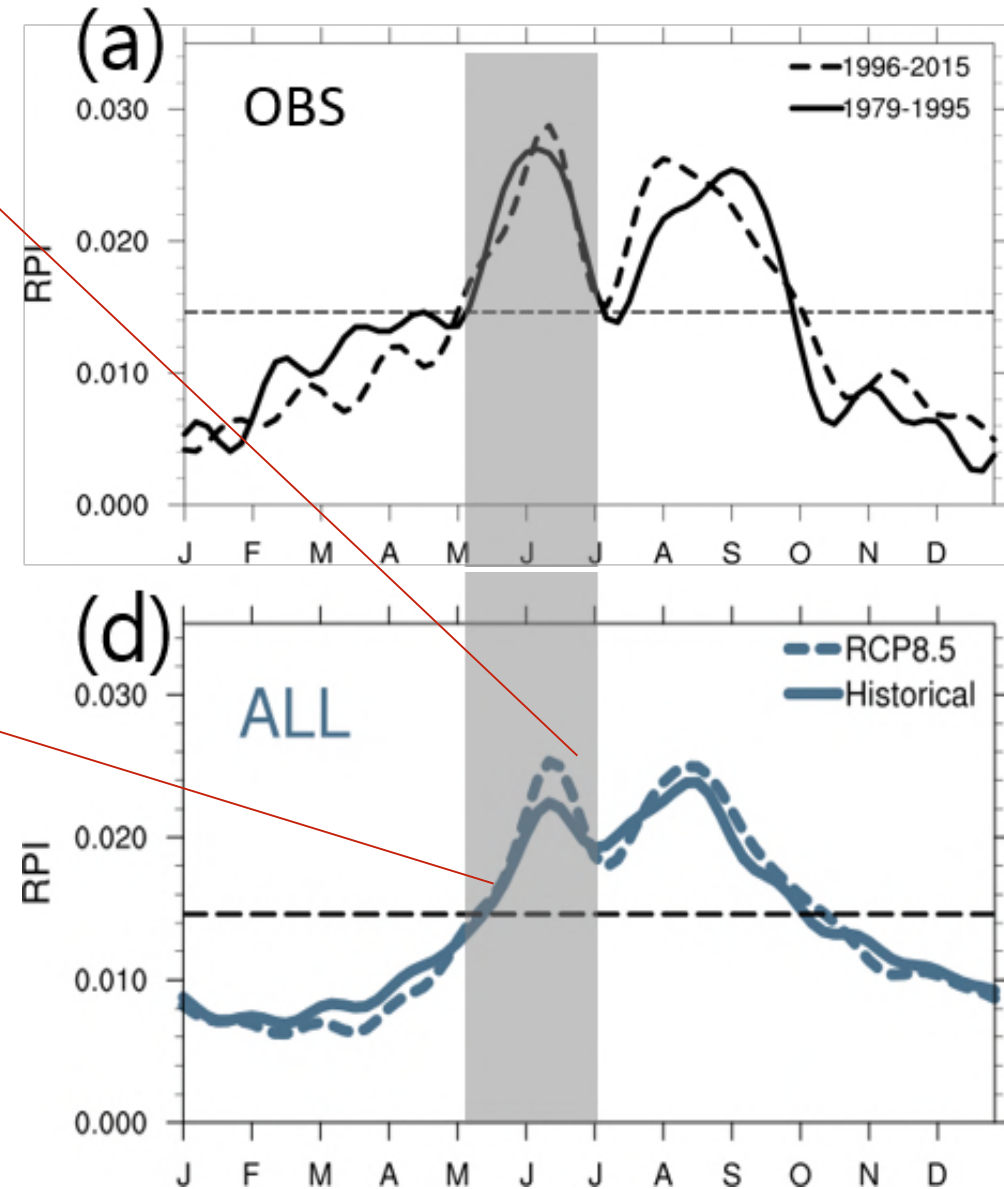 (a)
OBS
1996-2015
1979-1995
0.030
0.020
0.010
0.000
RPI
J F M A M J J A S O N D
(d)
ALL
RCP8.5
Historical
0.030
0.020
0.010
0.000
RPI
J F M A M J J A S O N D